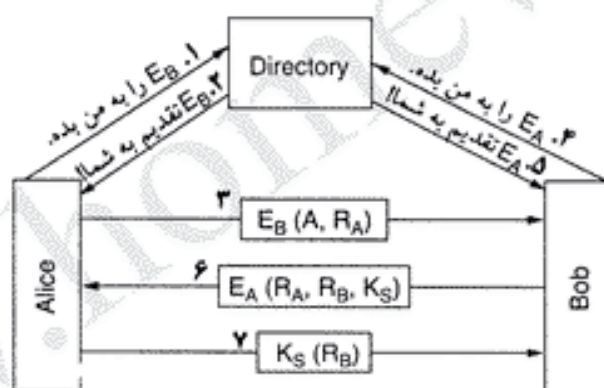 Directory
۱. E_B را به من بده.
۲. E_B تقدیم به شما!
۴. E_A را به من بده.
۵. E_A تقدیم به شما!
Alice
Bob
۳
E_B (A, R_A)
۶
E_A (R_A, R_B, K_S)
۷
K_S (R_B)